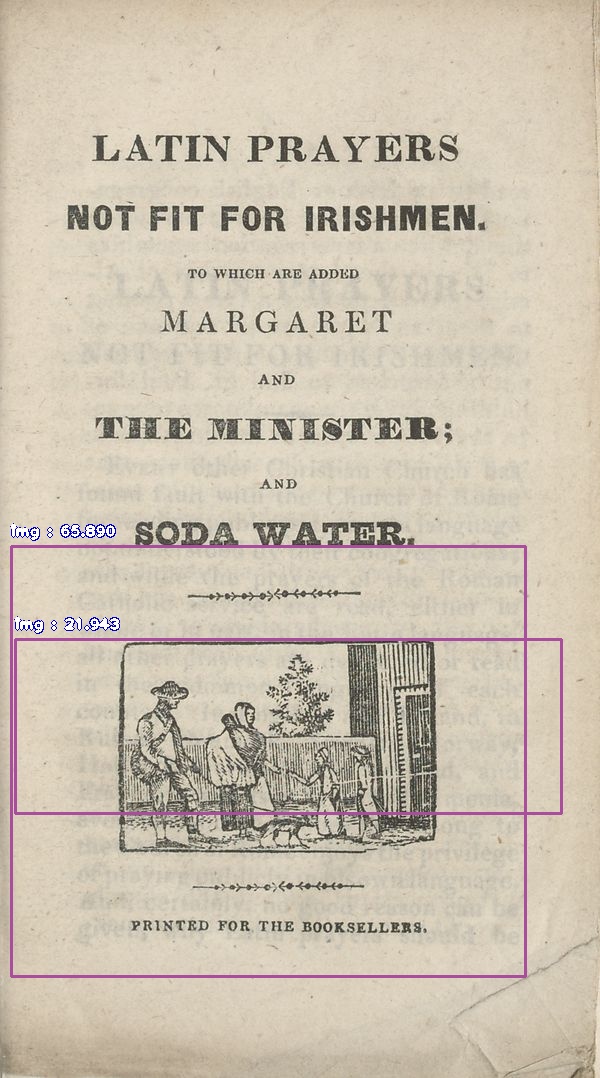 LATIN PRAYERS
NOT FIT FOR IRISHMEN.
TO WHICH ARE ADDED
MARGARET
AND
THE MINISTER;
AND
SODA WATER.
img : 65.890
img : 21.943
PRINTED FOR THE BOOKSELLERS.